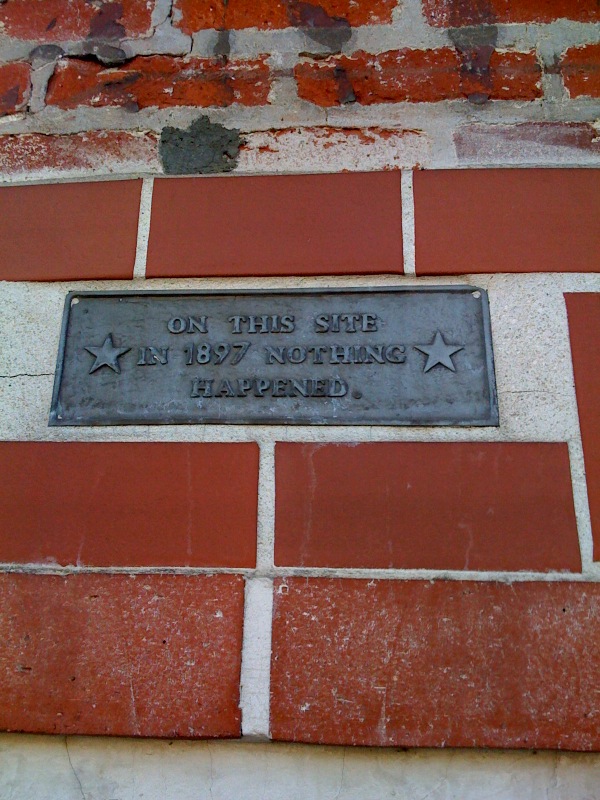 ON THIS SITE
IN 1897 NOTHING
HAPPENED.